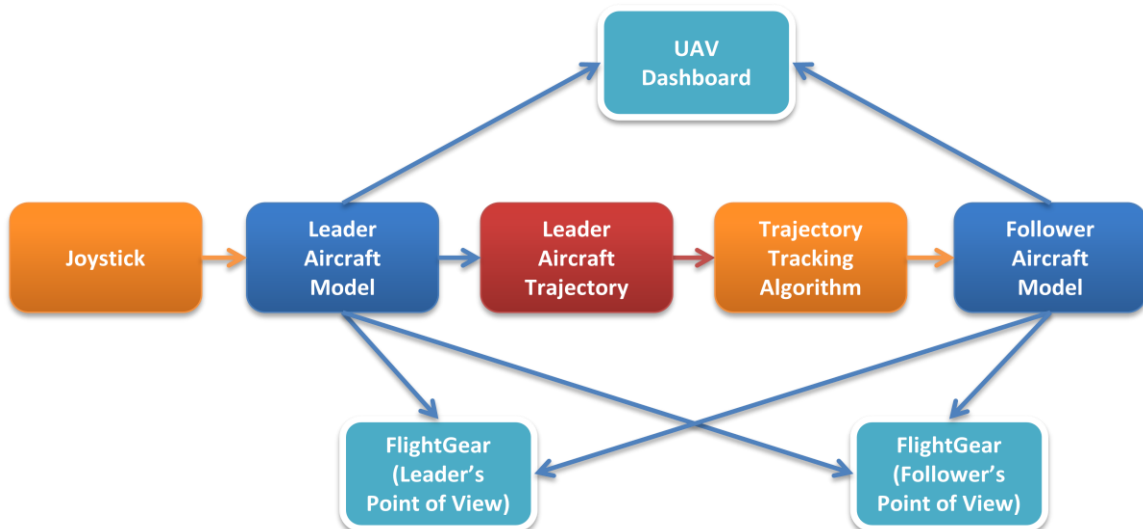 UAV
Dashboard
Joystick
Leader
Aircraft
Model
Leader
Aircraft
Trajectory
Trajectory
Tracking
Algorithm
Follower
Aircraft
Model
FlightGear
(Leader’s
Point of View)
FlightGear
(Follower’s
Point of View)